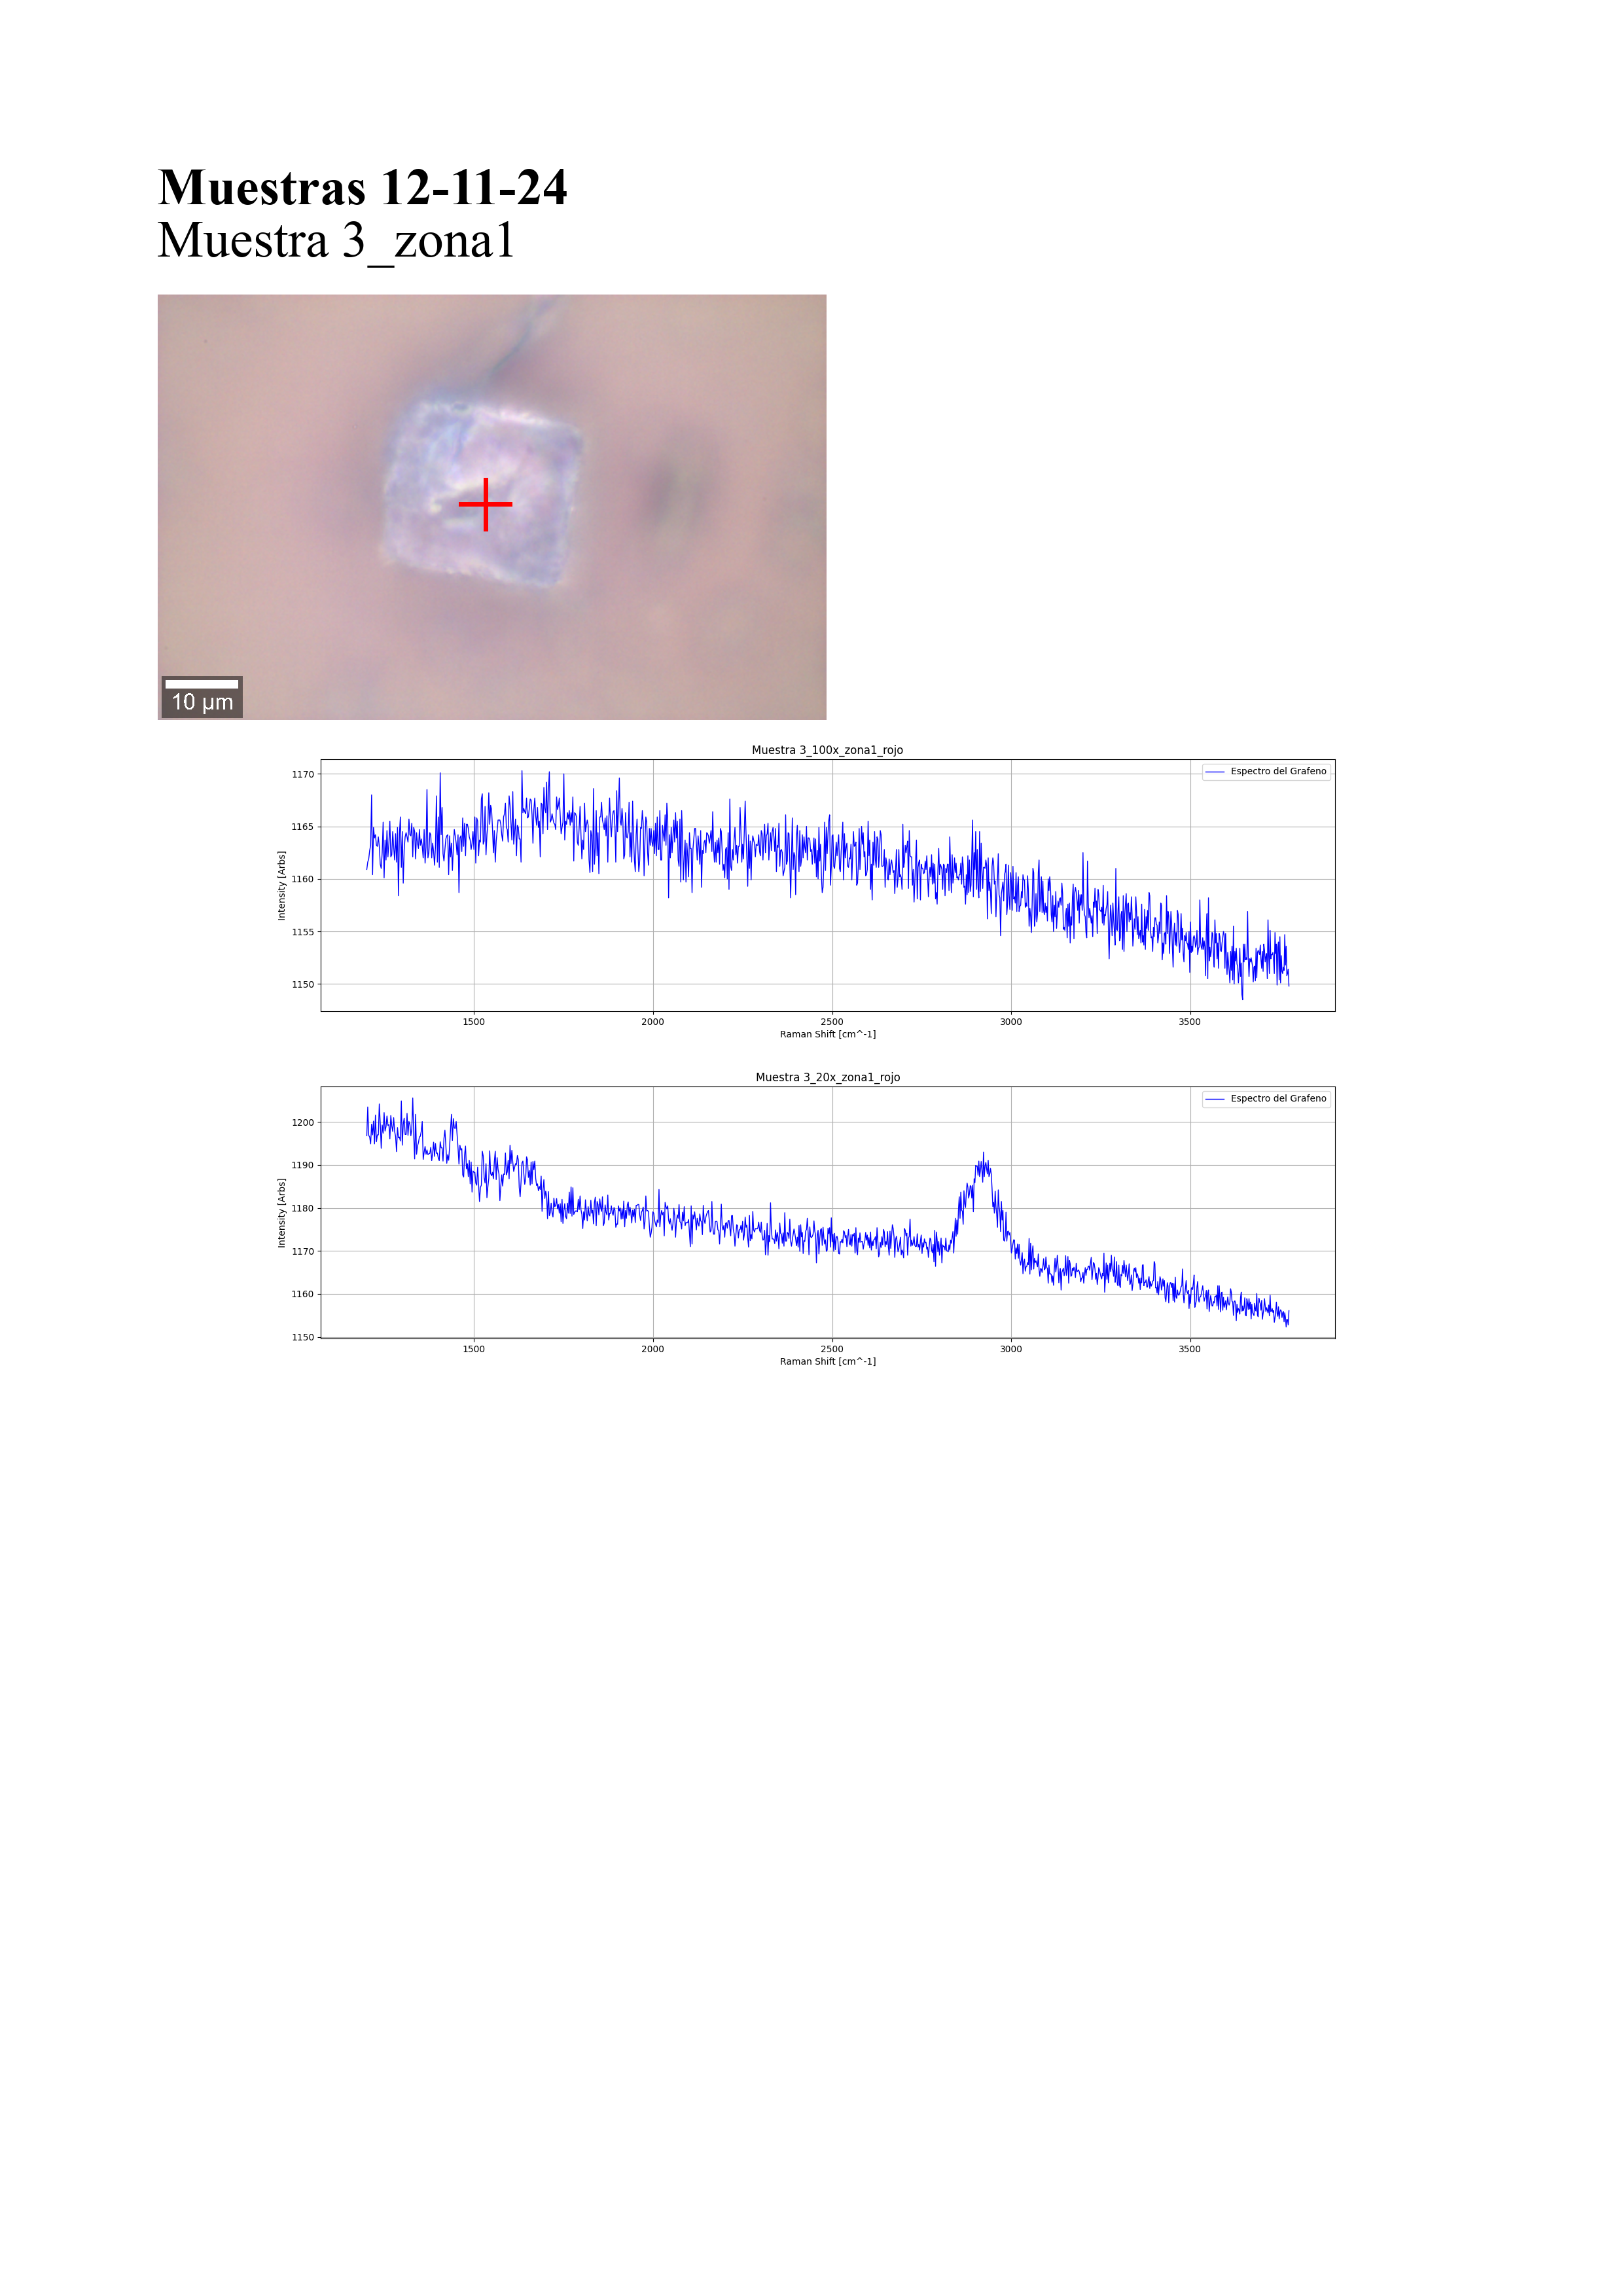 Muestras 12-11-24
Muestra 3_zona1
10 µm
Muestra 3_100x_zona1_rojo
Espectro del Grafeno
Intensity [Arbs]
1170
1165
1160
1155
1150
1500 2000 2500 3000 3500
Raman Shift [cm^-1]
Muestra 3_20x_zona1_rojo
Espectro del Grafeno
Intensity [Arbs]
1200
1190
1180
1170
1160
1150
1500 2000 2500 3000 3500
Raman Shift [cm^-1]